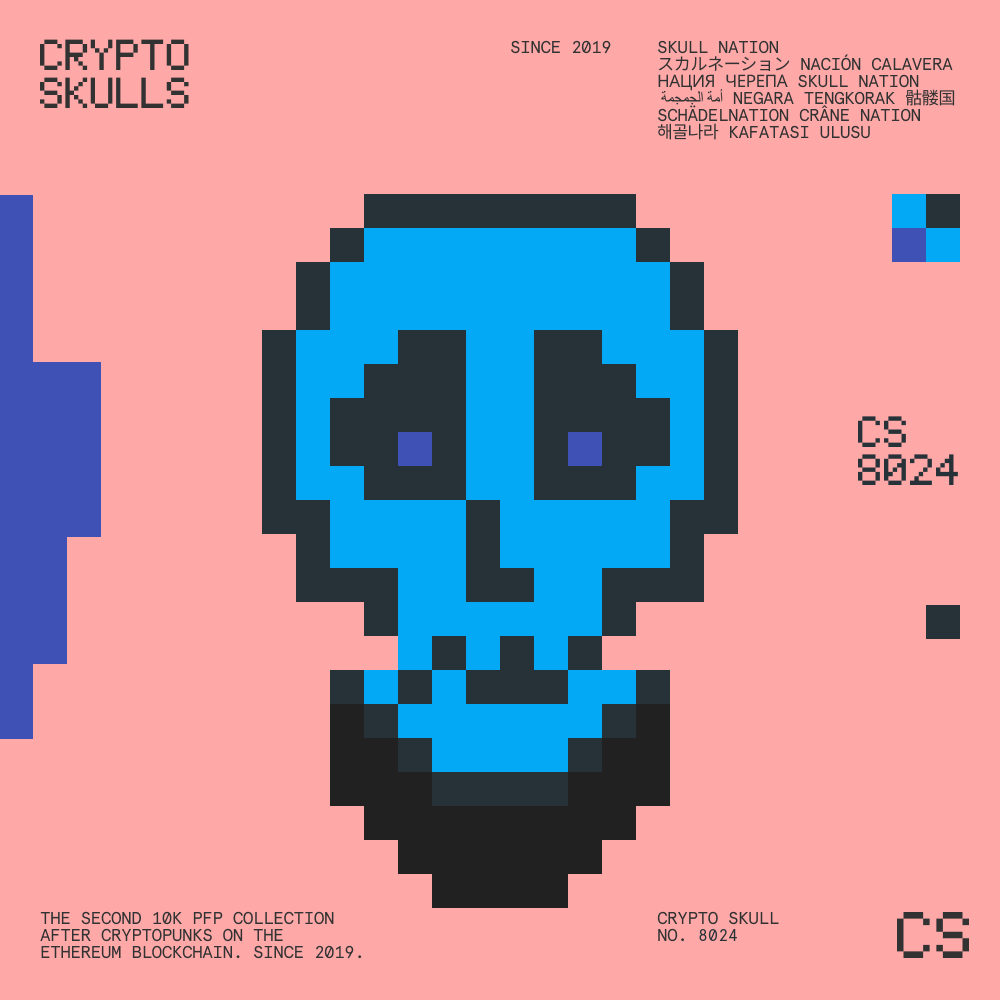 CRYPTO
SKULLS
SINCE 2019
SKULL NATION
スカルネーション NACIÓN CALAVERA
НАЦИЯ ЧЕРЕПА SKULL NATION
أمة الجمجمة NEGARA TENGKORAK 骷髏国
SCHÄDELNATION CRÂNE NATION
해골나라 KAFATASI ULUSU
CS
8024
THE SECOND 10K PFP COLLECTION
AFTER CRYPTOPUNKS ON THE
ETHEREUM BLOCKCHAIN. SINCE 2019.
CRYPTO SKULL
NO. 8024
CS